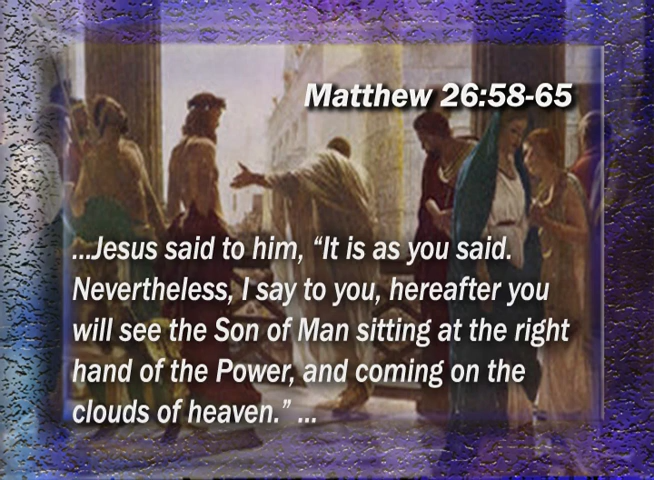 Matthew 26:58-65
...Jesus said to him, “It is as you said.
Nevertheless, I say to you, hereafter you
will see the Son of Man sitting at the right
hand of the Power, and coming on the
clouds of heaven.” ...